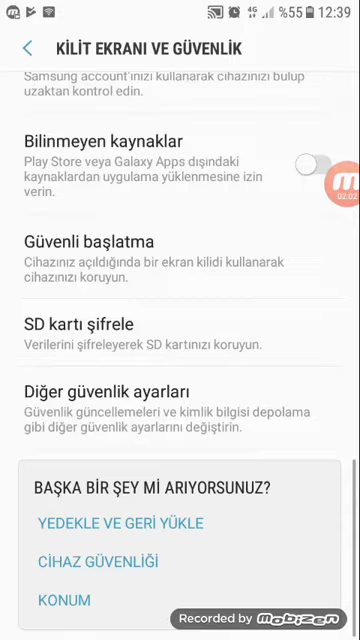 4G %55 12:39
KİLİT EKRANI VE GÜVENLİK
Samsung account'ınızı kullanarak cihazınızı bulup
uzaktan kontrol edin.
Bilinmeyen kaynaklar
Play Store veya Galaxy Apps dışındaki
kaynaklardan uygulama yüklenmesine izin
verin.
02:02
Güvenli başlatma
Cihazınız açıldığında bir ekran kilidi kullanarak
cihazınızı koruyun.
SD kartı şifrele
Verilerini şifreleyerek SD kartınızı koruyun.
Diğer güvenlik ayarları
Güvenlik güncellemeleri ve kimlik bilgisi depolama
gibi diğer güvenlik ayarlarını değiştirin.
BAŞKA BİR ŞEY Mİ ARIYORSUNUZ?
YEDEKLE VE GERİ YÜKLE
CİHAZ GÜVENLİĞİ
KONUM
Recorded by mobizen